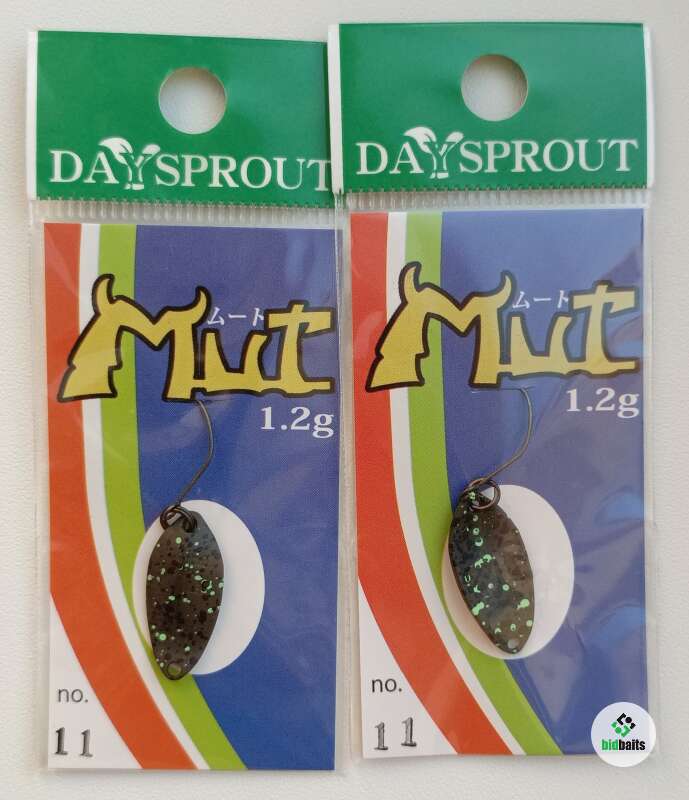 DAYSPROUT
ムート
Mut
1.2g
no.
11
DAYSPROUT
ムート
Mut
1.2g
no.
11
bidbaits